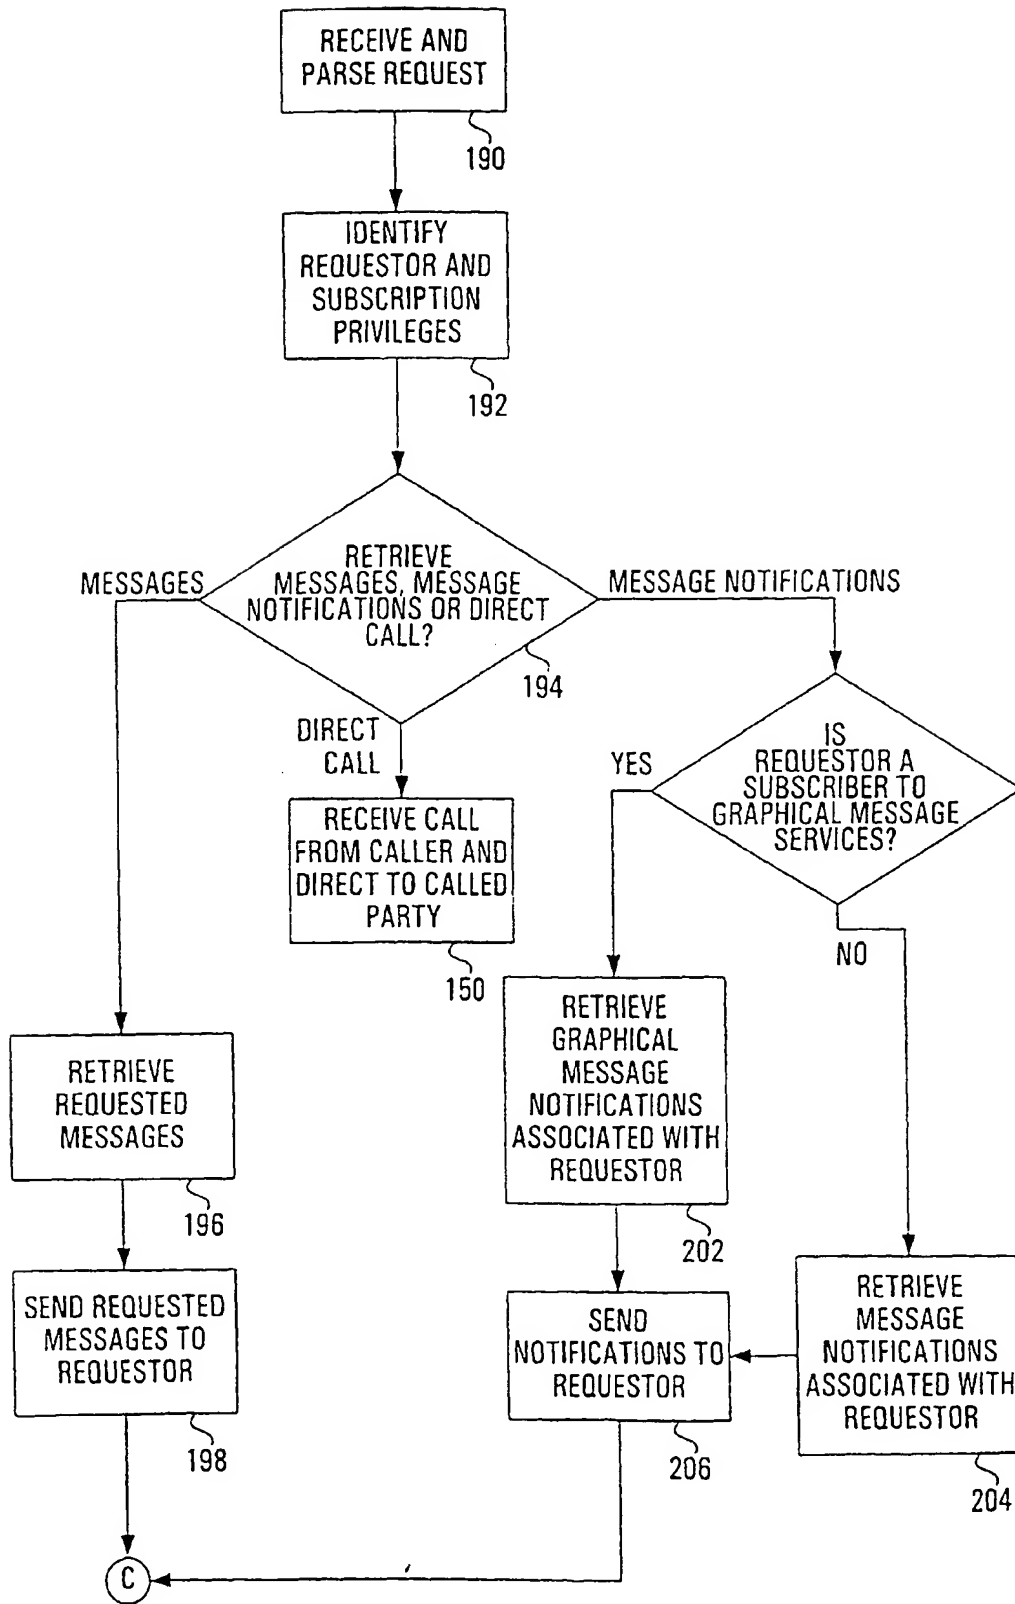 RECEIVE AND
PARSE REQUEST
190
IDENTIFY
REQUESTOR AND
SUBSCRIPTION
PRIVILEGES
192
RETRIEVE
MESSAGES, MESSAGE
NOTIFICATIONS OR DIRECT
CALL?
194
MESSAGES
MESSAGE NOTIFICATIONS
DIRECT
CALL
RECEIVE CALL
FROM CALLER AND
DIRECT TO CALLED
PARTY
150
IS
REQUESTOR A
SUBSCRIBER TO
GRAPHICAL MESSAGE
SERVICES?
YES
NO
RETRIEVE
GRAPHICAL
MESSAGE
NOTIFICATIONS
ASSOCIATED WITH
REQUESTOR
202
RETRIEVE
REQUESTED
MESSAGES
196
SEND REQUESTED
MESSAGES TO
REQUESTOR
198
SEND
NOTIFICATIONS TO
REQUESTOR
206
RETRIEVE
MESSAGE
NOTIFICATIONS
ASSOCIATED WITH
REQUESTOR
204
C